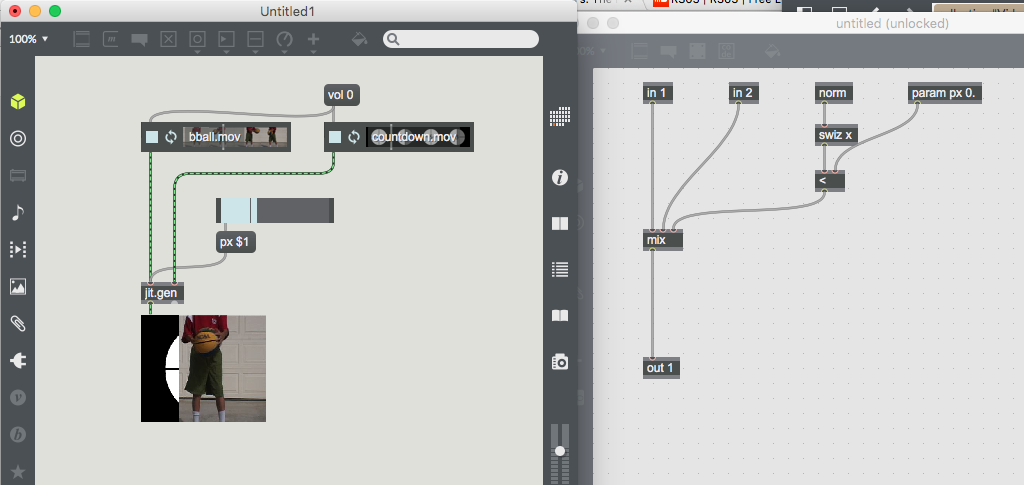 Untitled1
100%
vol 0
bball.mov
countdown.mov
px $1
jit.gen
untitled (unlocked)
in 1
in 2
norm
param px 0.
swiz x
<
mix
out 1